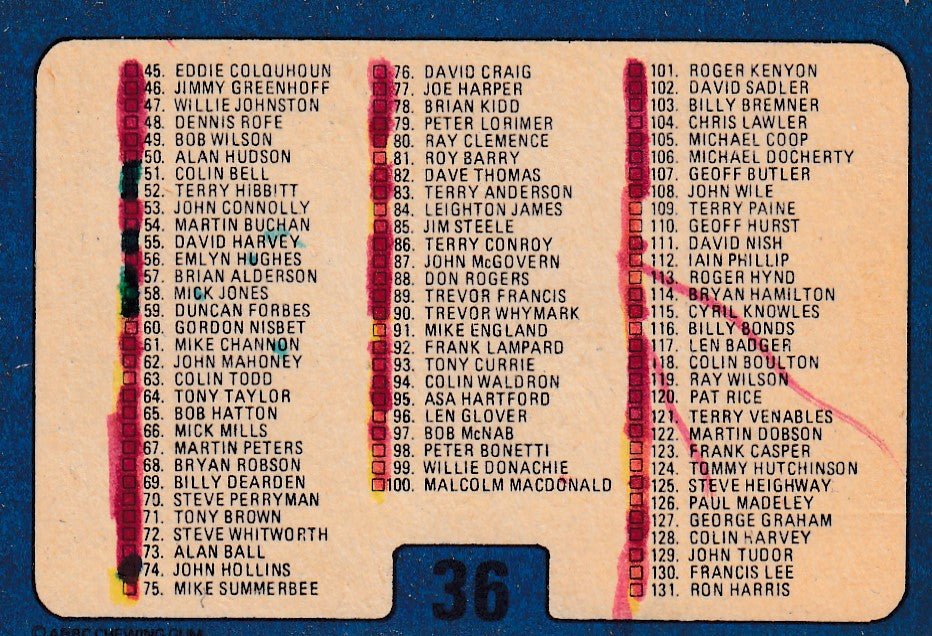 45. EDDIE COLQUHOUN
46. JIMMY GREENHOFF
47. WILLIE JOHNSTON
48. DENNIS ROFE
49. BOB WILSON
50. ALAN HUDSON
51. COLIN BELL
52. TERRY HIBBITT
53. JOHN CONNOLLY
54. MARTIN BUCHAN
55. DAVID HARVEY
56. EMLYN HUGHES
57. BRIAN ALDERSON
58. MICK JONES
59. DUNCAN FORBES
60. GORDON NISBET
61. MIKE CHANNON
62. JOHN MAHONEY
63. COLIN TODD
64. TONY TAYLOR
65. BOB HATTON
66. MICK MILLS
67. MARTIN PETERS
68. BRYAN ROBSON
69. BILLY DEARDEN
70. STEVE PERRYMAN
71. TONY BROWN
72. STEVE WHITWORTH
73. ALAN BALL
74. JOHN HOLLINS
75. MIKE SUMMERBEE
76. DAVID CRAIG
77. JOE HARPER
78. BRIAN KIDD
79. PETER LORIMER
80. RAY CLEMENCE
81. ROY BARRY
82. DAVE THOMAS
83. TERRY ANDERSON
84. LEIGHTON JAMES
85. JIM STEELE
86. TERRY CONROY
87. JOHN McGOVERN
88. DON ROGERS
89. TREVOR FRANCIS
90. TREVOR WHYMARK
91. MIKE ENGLAND
92. FRANK LAMPARD
93. TONY CURRIE
94. COLIN WALDRON
95. ASA HARTFORD
96. LEN GLOVER
97. BOB McNAB
98. PETER BONETTI
99. WILLIE DONACHIE
100. MALCOLM MACDONALD
101. ROGER KENYON
102. DAVID SADLER
103. BILLY BREMNER
104. CHRIS LAWLER
105. MICHAEL COOP
106. MICHAEL DOCHERTY
107. GEOFF BUTLER
108. JOHN WILE
109. TERRY PAINE
110. GEOFF HURST
111. DAVID NISH
112. IAIN PHILLIP
113. ROGER HYND
114. BRYAN HAMILTON
115. CYRIL KNOWLES
116. BILLY BONDS
117. LEN BADGER
118. COLIN BOULTON
119. RAY WILSON
120. PAT RICE
121. TERRY VENABLES
122. MARTIN DOBSON
123. FRANK CASPER
124. TOMMY HUTCHINSON
125. STEVE HEIGHWAY
126. PAUL MADELEY
127. GEORGE GRAHAM
128. COLIN HARVEY
129. JOHN TUDOR
130. FRANCIS LEE
131. RON HARRIS
36
© A&BC CHEWING GUM